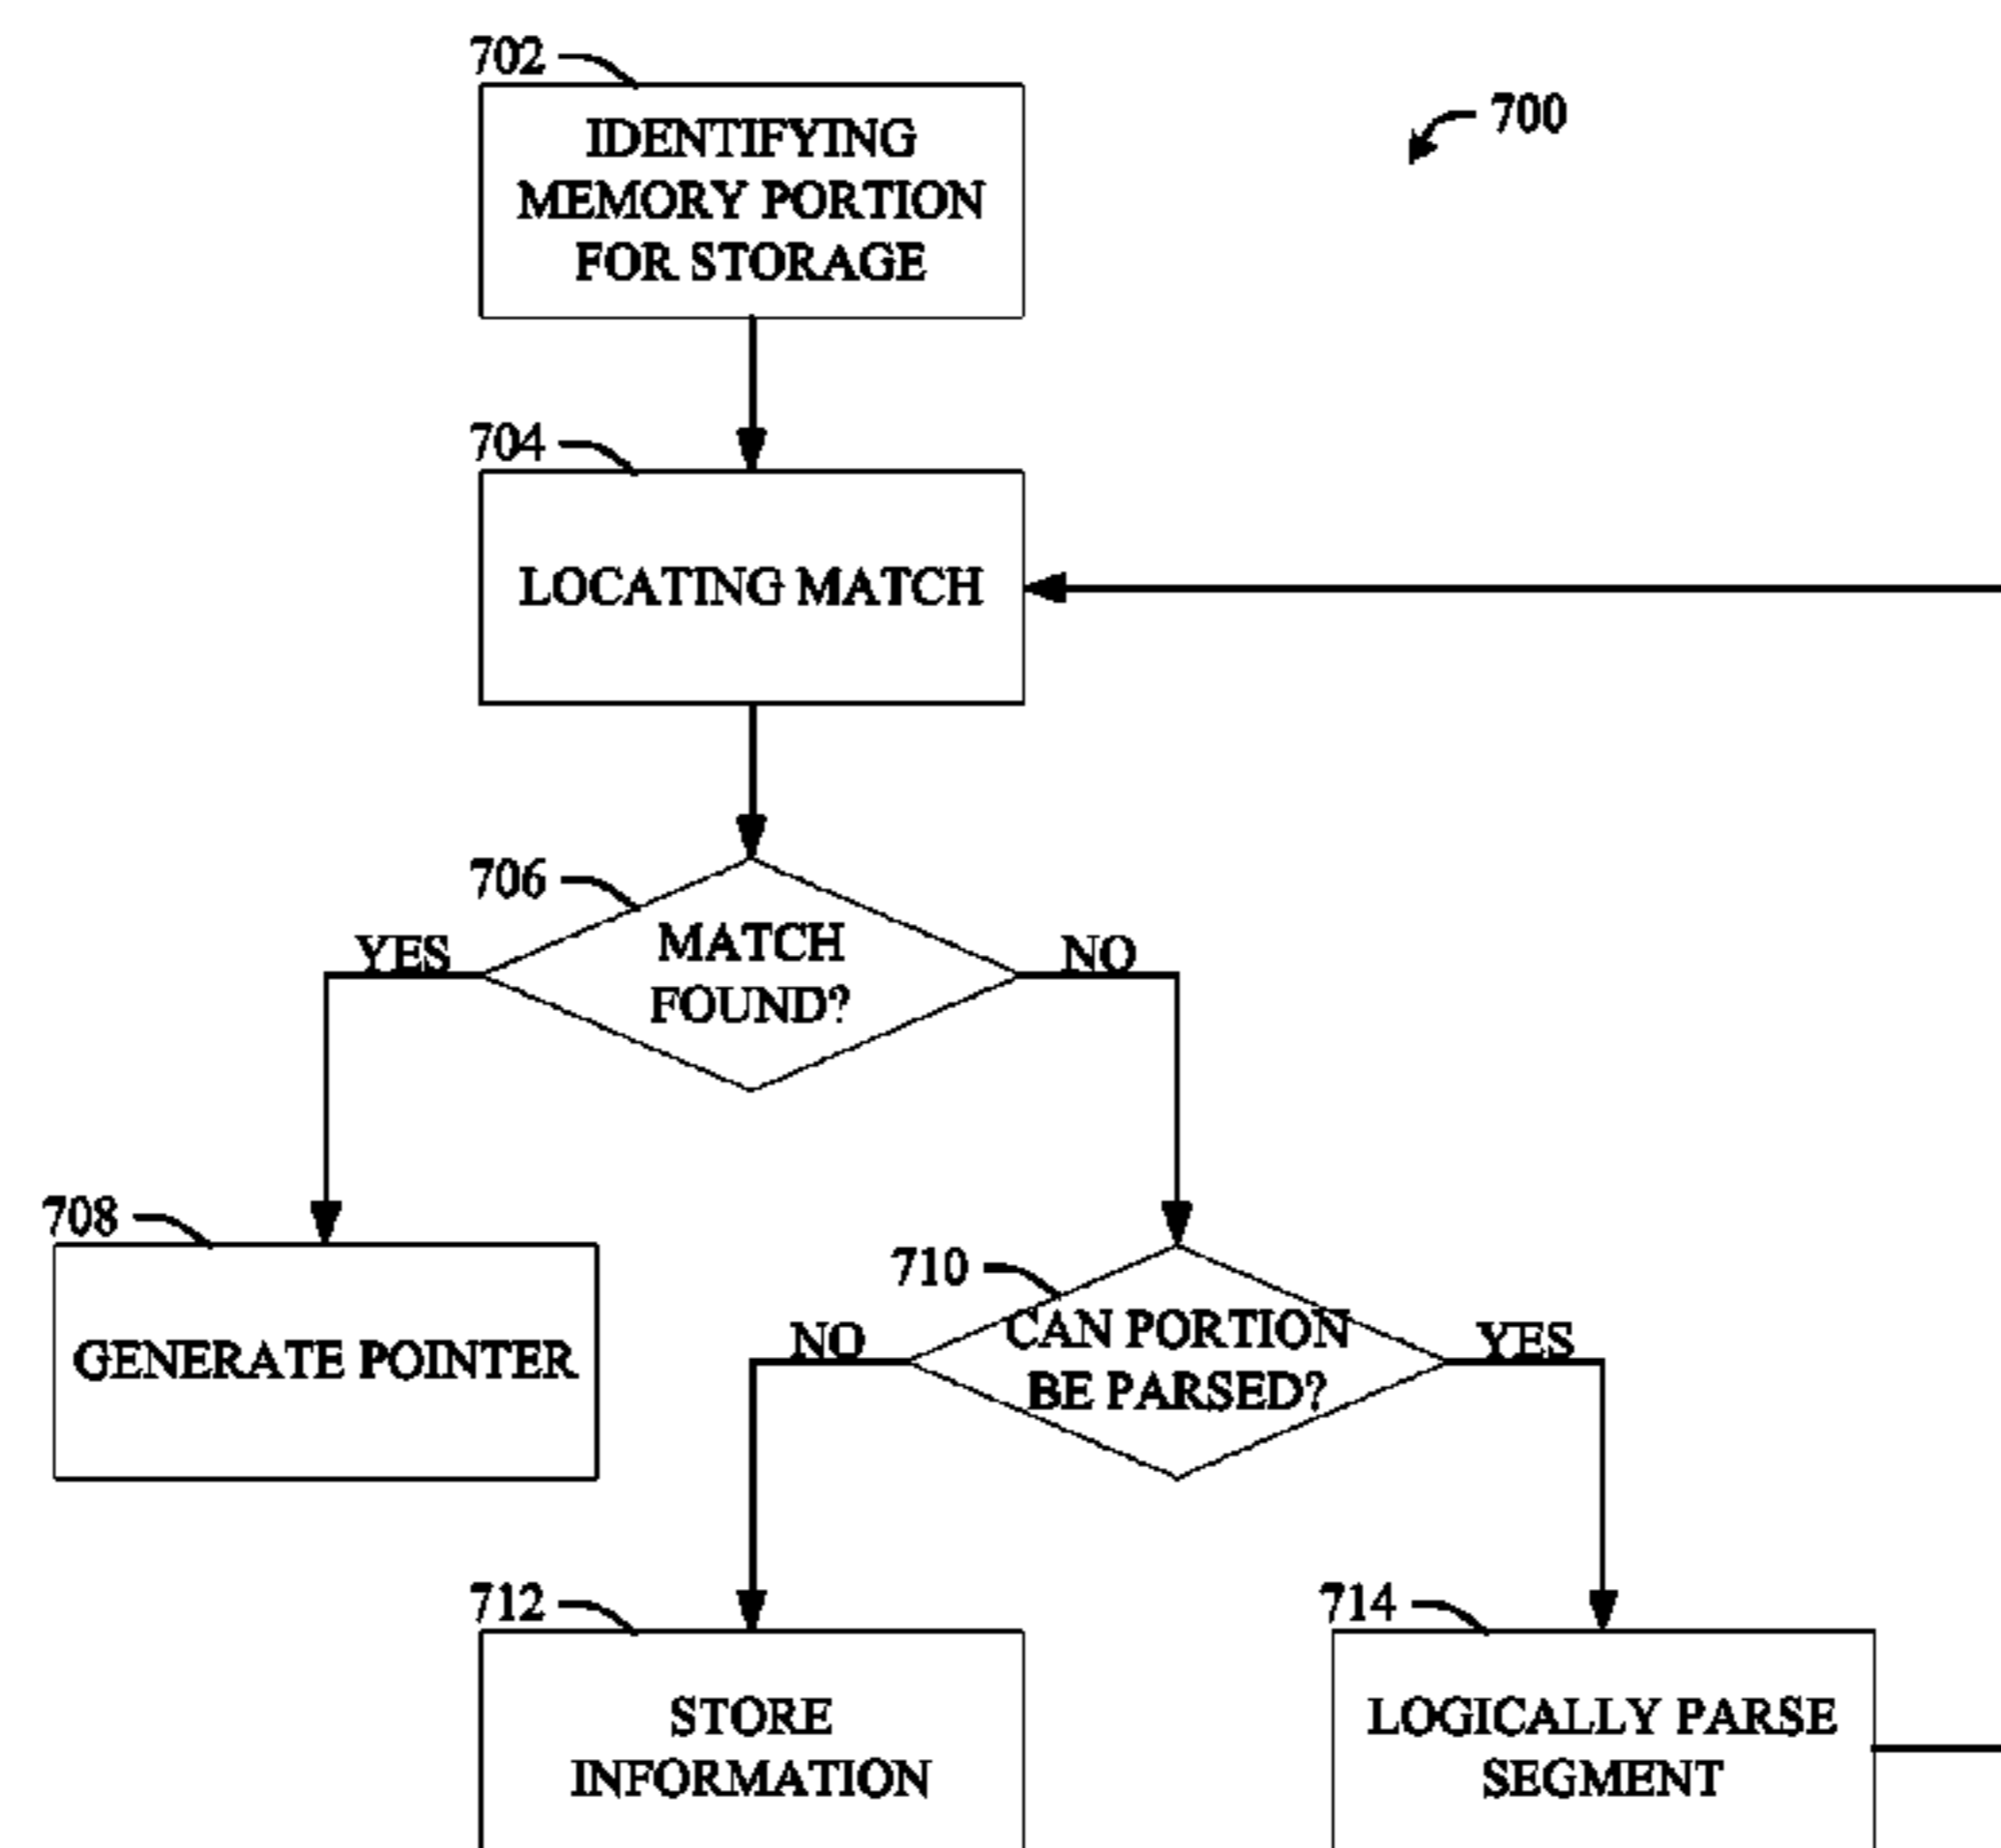 702
IDENTIFYING
MEMORY PORTION
FOR STORAGE
700
704
LOCATING MATCH
706
MATCH
FOUND?
YES
NO
708
GENERATE POINTER
710
CAN PORTION
BE PARSED?
NO
YES
712
STORE
INFORMATION
714
LOGICALLY PARSE
SEGMENT